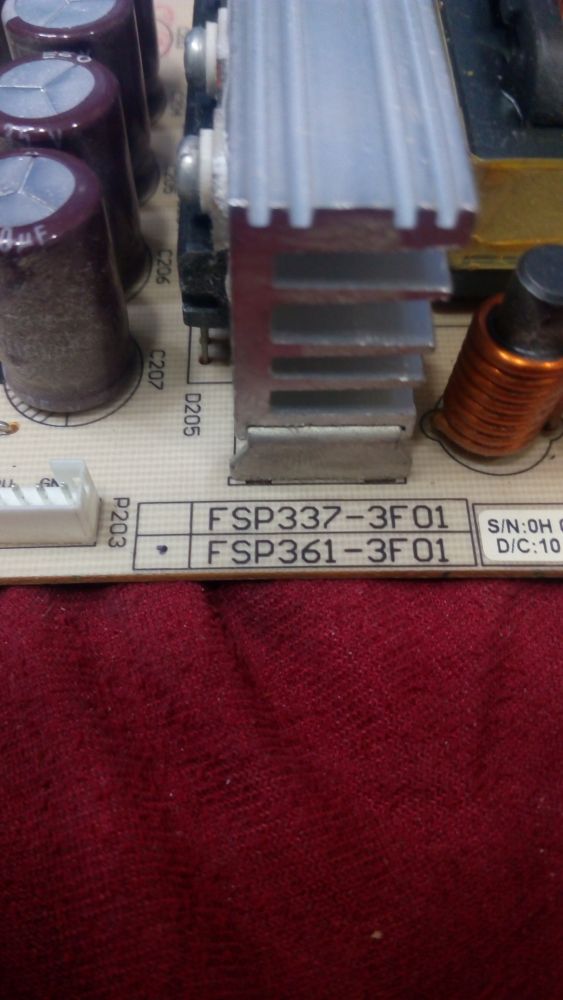 C206
C207
D205
P203
FSP337-3F01
FSP361-3F01
S/N:0H
D/C:10